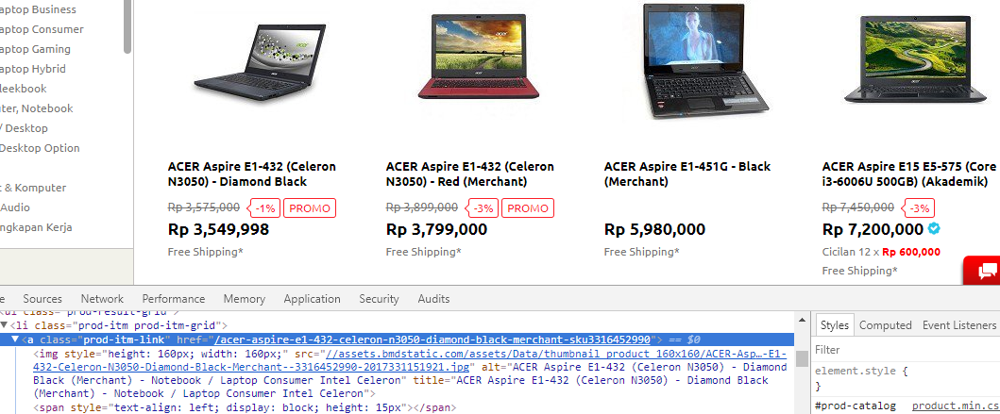 aptop Business
aptop Consumer
aptop Gaming
aptop Hybrid
leekbook
ter, Notebook
/ Desktop
Desktop Option
t & Komputer
Audio
ngkapan Kerja
ACER Aspire E1-432 (Celeron
N3050) - Diamond Black
Rp 3,575,000 -1% PROMO
Rp 3,549,998
Free Shipping*
ACER Aspire E1-432 (Celeron
N3050) - Red (Merchant)
Rp 3,899,000 -3% PROMO
Rp 3,799,000
Free Shipping*
ACER Aspire E1-451G - Black
(Merchant)
Rp 5,980,000
Free Shipping*
ACER Aspire E15 E5-575 (Core
i3-6006U 500GB) (Akademik)
Rp 7,450,000 -3%
Rp 7,200,000
Cicilan 12 x Rp 600,000
Free Shipping*
e Sources Network Performance Memory Application Security Audits
<ul class="prod-result-grid">
<li class="prod-itm prod-itm-grid">
<a class="prod-itm-link" href="/acer-aspire-e1-432-celeron-n3050-diamond-black-merchant-sku3316452990"> == $0
<img style="height: 160px; width: 160px;" src="//assets.bmdstatic.com/assets/Data/thumbnail_product_160x160/ACER-Asp…-E1-
432-Celeron-N3050-Diamond-Black-Merchant--3316452990-2017331151921.jpg" alt="ACER Aspire E1-432 (Celeron N3050) - Diamond
Black (Merchant) - Notebook / Laptop Consumer Intel Celeron" title="ACER Aspire E1-432 (Celeron N3050) - Diamond Black
(Merchant) - Notebook / Laptop Consumer Intel Celeron">
<span style="text-align: left; display: block; height: 15px"></span>
Styles Computed Event Listeners
Filter
element.style {
}
#prod-catalog product.min.cs